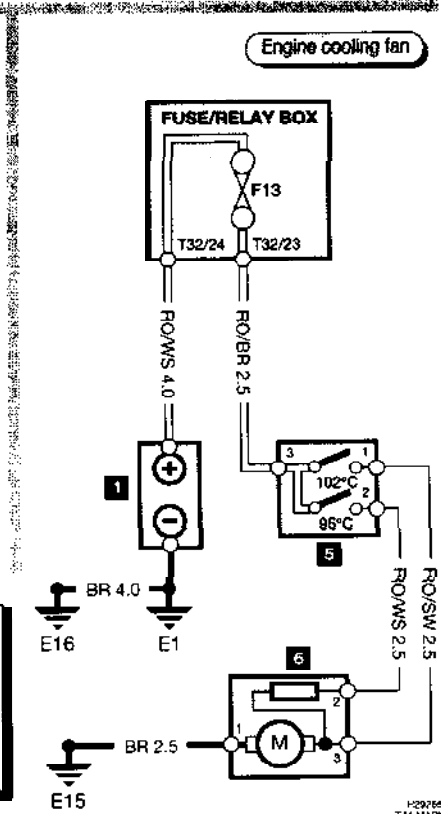 Engine cooling fan
FUSE/RELAY BOX
F13
T32/24
T32/23
RO/WS 4.0
RO/BR 2.5
1
+
−
3
1
102°C
2
96°C
5
BR 4.0
E16
E1
RO/WS 2.5
RO/SW 2.5
6
2
1
M
3
BR 2.5
E15